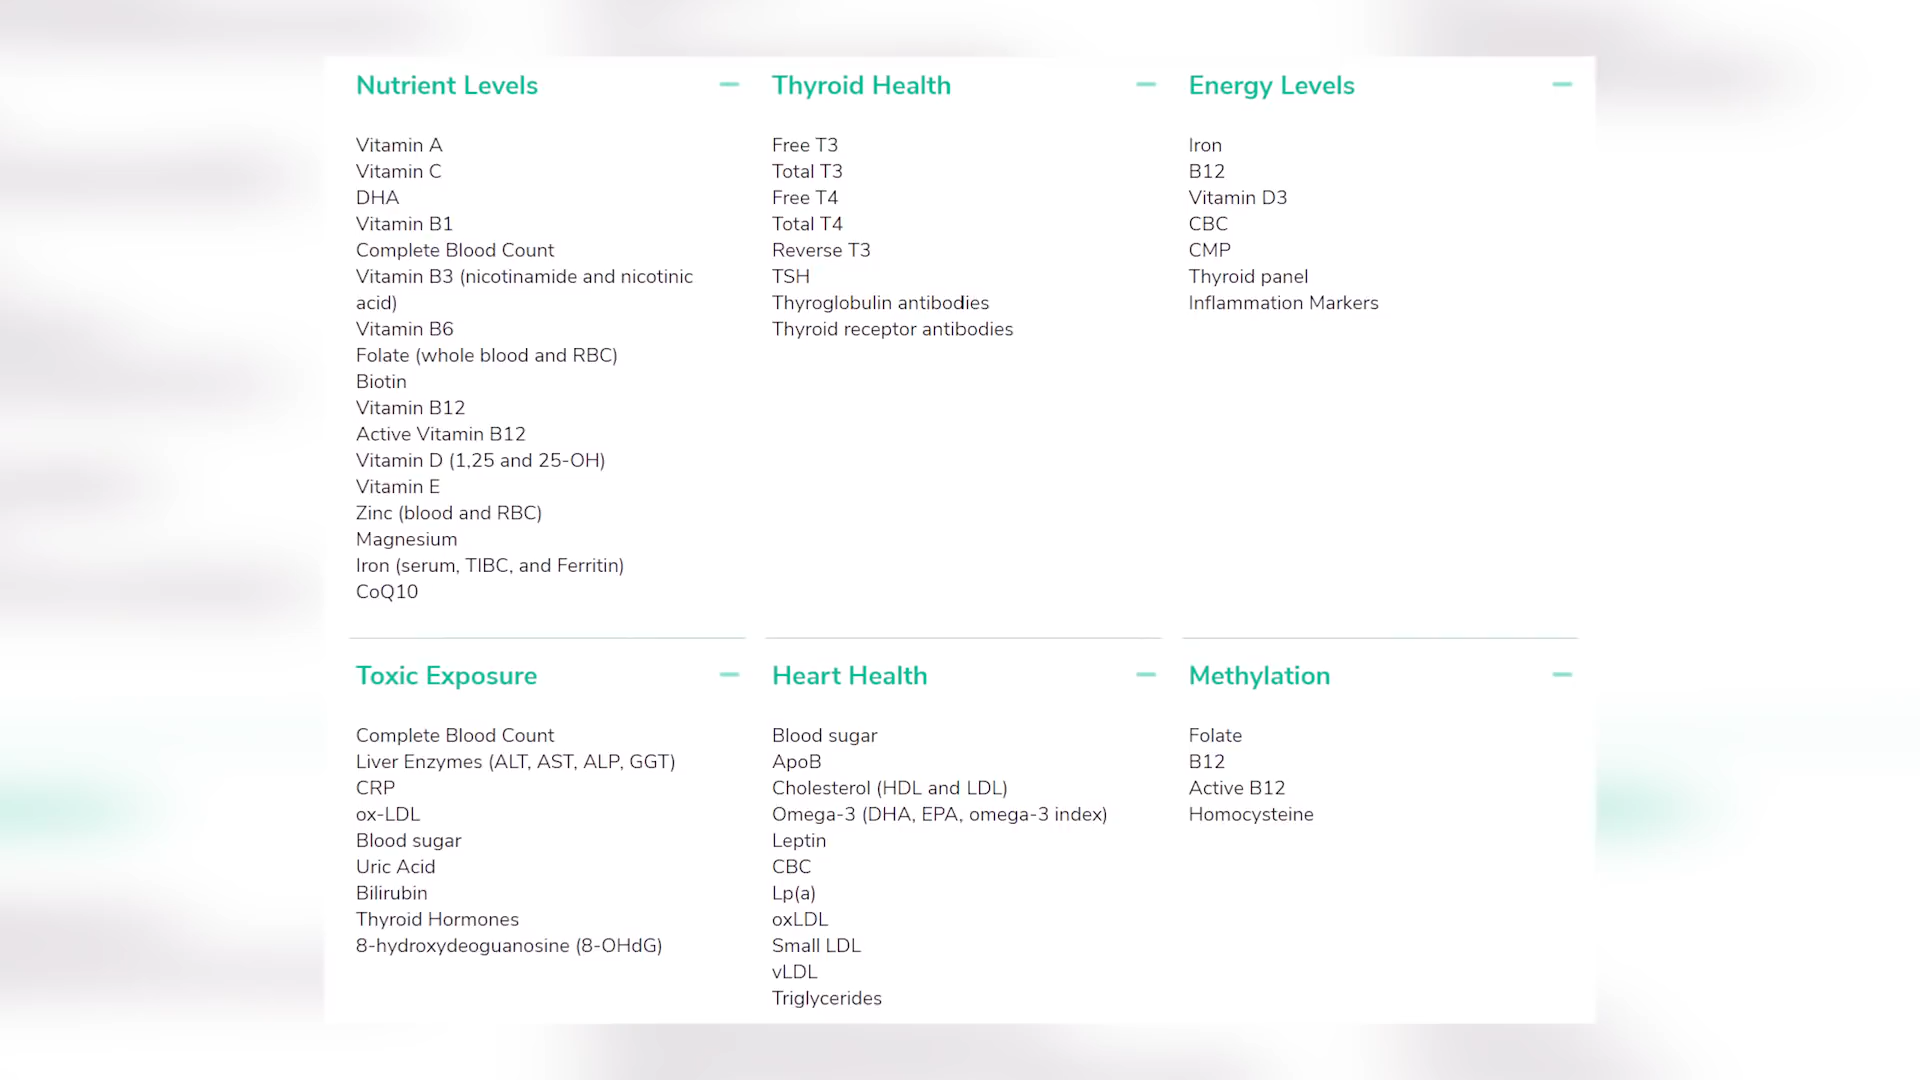 Nutrient Levels
Vitamin A
Vitamin C
DHA
Vitamin B1
Complete Blood Count
Vitamin B3 (nicotinamide and nicotinic
acid)
Vitamin B6
Folate (whole blood and RBC)
Biotin
Vitamin B12
Active Vitamin B12
Vitamin D (1,25 and 25-OH)
Vitamin E
Zinc (blood and RBC)
Magnesium
Iron (serum, TIBC, and Ferritin)
CoQ10
Thyroid Health
Free T3
Total T3
Free T4
Total T4
Reverse T3
TSH
Thyroglobulin antibodies
Thyroid receptor antibodies
Energy Levels
Iron
B12
Vitamin D3
CBC
CMP
Thyroid panel
Inflammation Markers
Toxic Exposure
Complete Blood Count
Liver Enzymes (ALT, AST, ALP, GGT)
CRP
ox-LDL
Blood sugar
Uric Acid
Bilirubin
Thyroid Hormones
8-hydroxydeoguanosine (8-OHdG)
Heart Health
Blood sugar
ApoB
Cholesterol (HDL and LDL)
Omega-3 (DHA, EPA, omega-3 index)
Leptin
CBC
Lp(a)
oxLDL
Small LDL
vLDL
Triglycerides
Methylation
Folate
B12
Active B12
Homocysteine